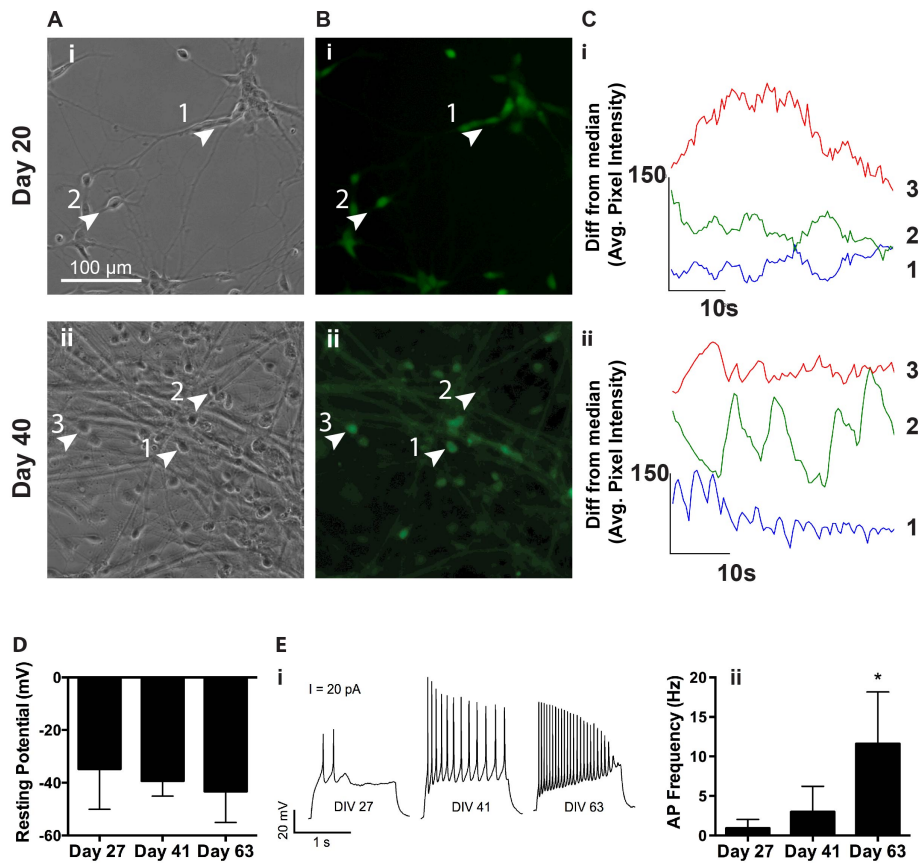 A
B
C
Day 20
i
1
2
100 µm
i
1
2
i
Diff from median
(Avg. Pixel Intensity)
150
3
2
1
10s
Day 40
ii
2
3
1
ii
2
3
1
ii
Diff from median
(Avg. Pixel Intensity)
150
3
2
1
10s
D
Resting Potential (mV)
0
-20
-40
-60
Day 27 Day 41 Day 63
E
i
I = 20 pA
DIV 27
DIV 41
DIV 63
20 mV
1 s
ii
AP Frequency (Hz)
20
15
10
5
0
*
Day 27 Day 41 Day 63